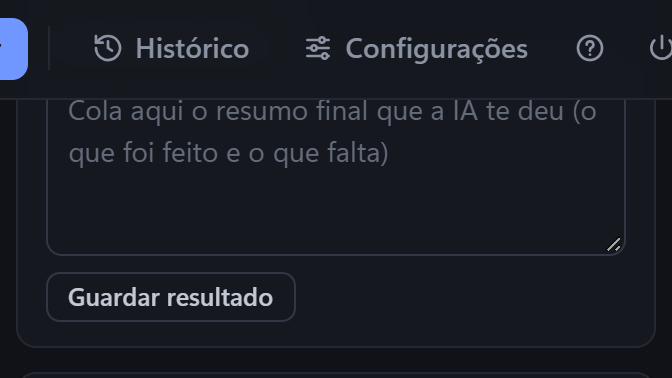 Histórico
Configurações
Cola aqui o resumo final que a IA te deu (o
que foi feito e o que falta)
Guardar resultado